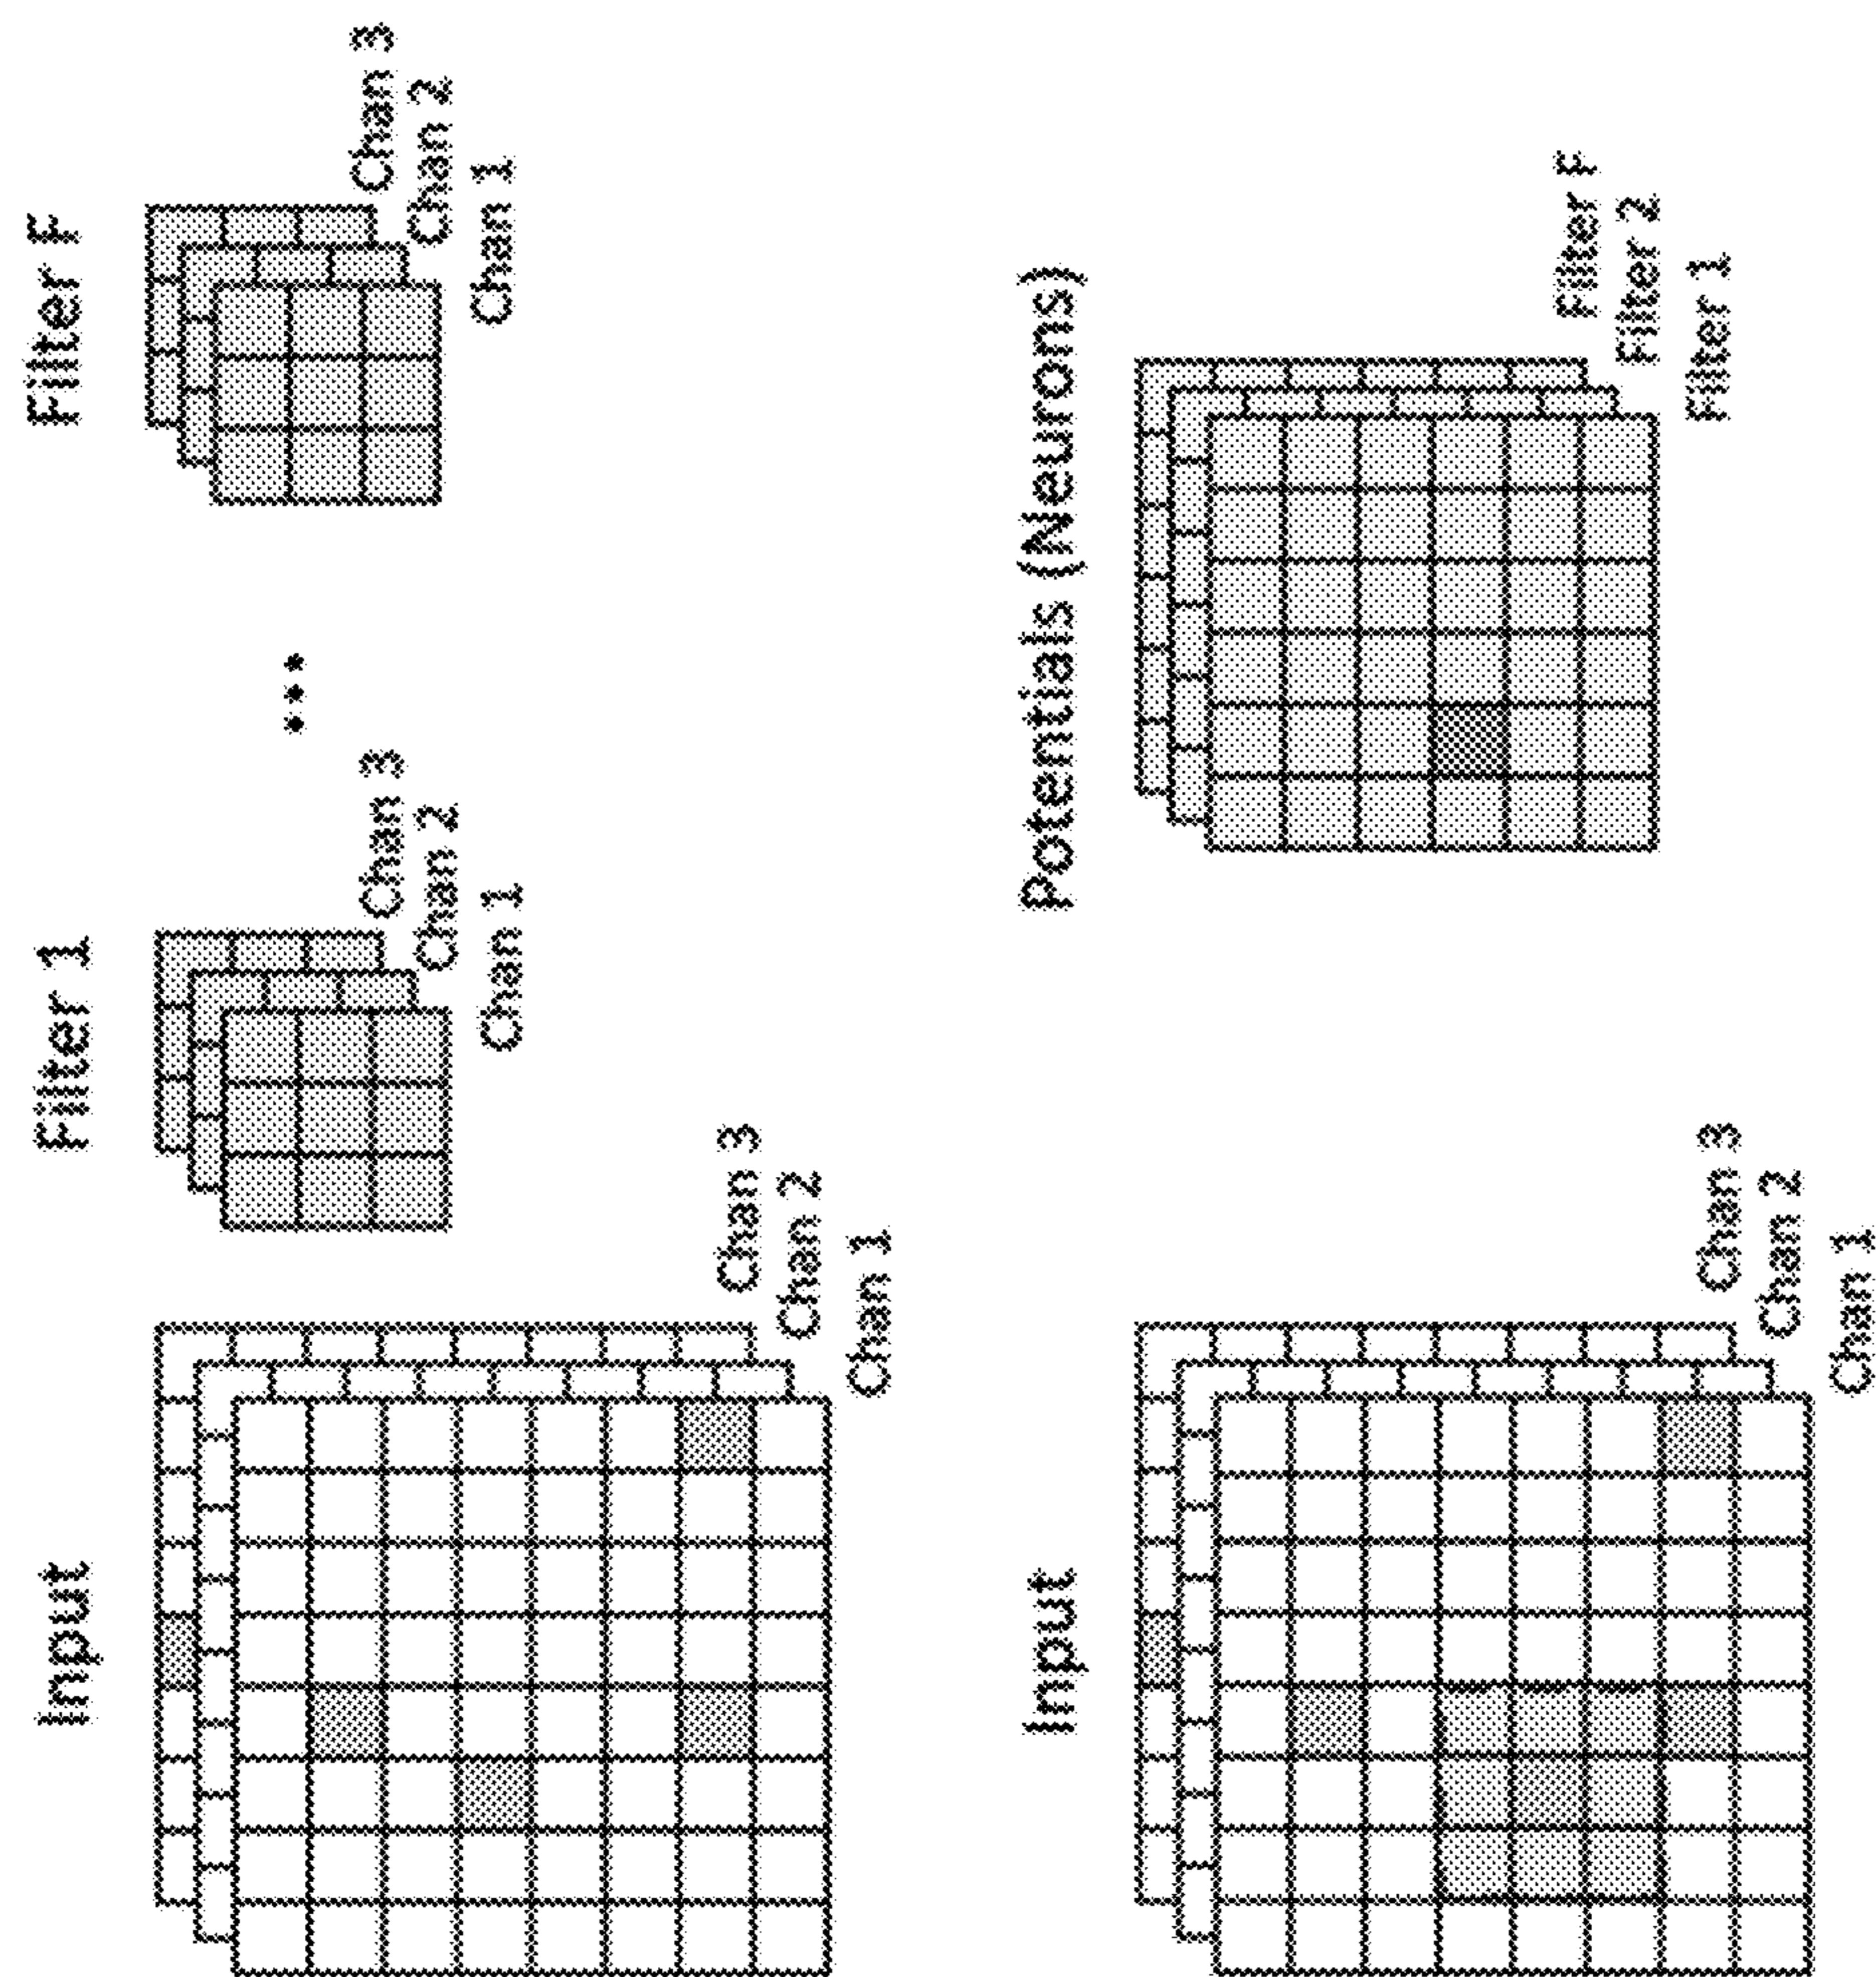 Input
Chan 3
Chan 2
Chan 1
Filter 1
Chan 3
Chan 2
Chan 1
...
Filter F
Chan 3
Chan 2
Chan 1
Input
Chan 3
Chan 2
Chan 1
Potentials (Neurons)
Filter F
Filter 2
Filter 1